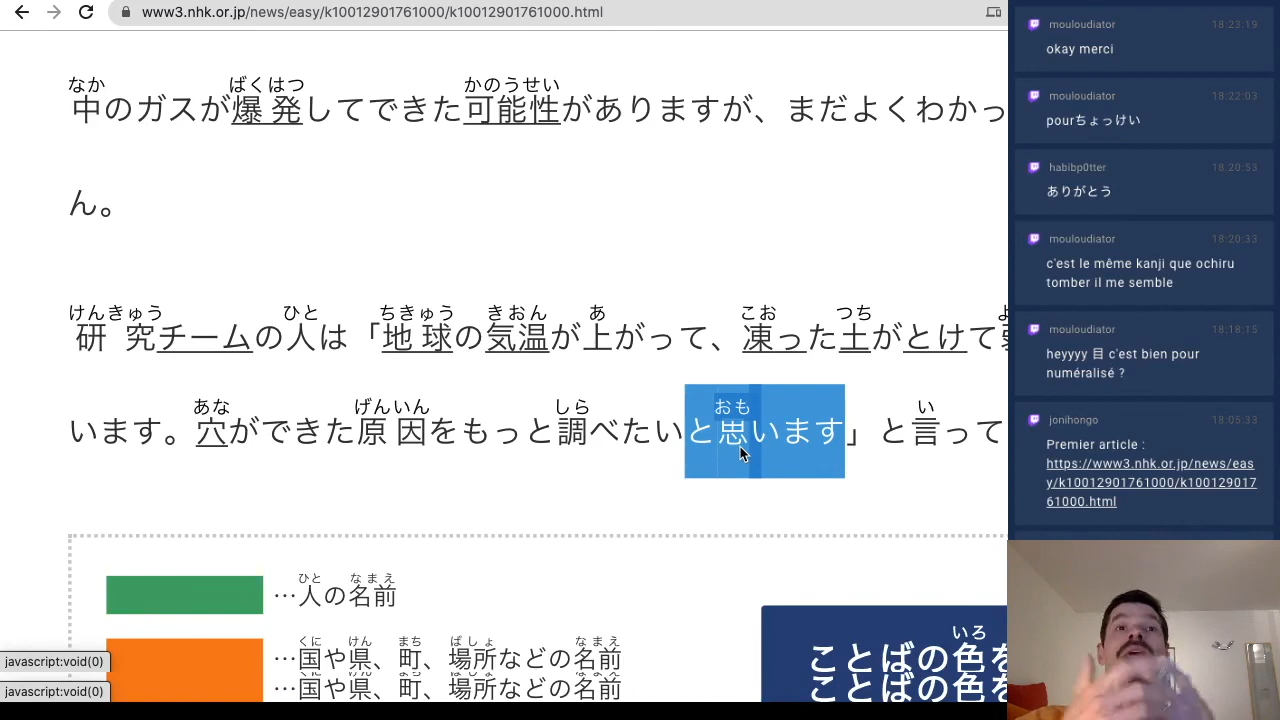 www3.nhk.or.jp/news/easy/k10012901761000/k10012901761000.html
なか ばくはつ かのうせい
中のガスが爆発してできた可能性がありますが、まだよくわかっ
ん。
けんきゅう ひと ちきゅう きおん あ こお つち
研究チームの人は「地球の気温が上がって、凍った土がとけて
あな げんいん しら おも い
います。穴ができた原因をもっと調べたいと思います」と言って
ひと なまえ
…人の名前
くに けん まち ばしょ なまえ
…国や県、町、場所などの名前
…国や県、町、場所などの名前
いろ
ことばの色を
ことばの色を
javascript:void(0)
javascript:void(0)
mouloudiator 18:23:19
okay merci
mouloudiator 18:22:03
pourちょっけい
habibp0tter 18:20:53
ありがとう
mouloudiator 18:20:33
c'est le même kanji que ochiru
tomber il me semble
mouloudiator 18:18:15
heyyyy 目 c'est bien pour
numéralisé ?
jonihongo 18:05:33
Premier article :
https://www3.nhk.or.jp/news/eas
y/k10012901761000/k100129017
61000.html